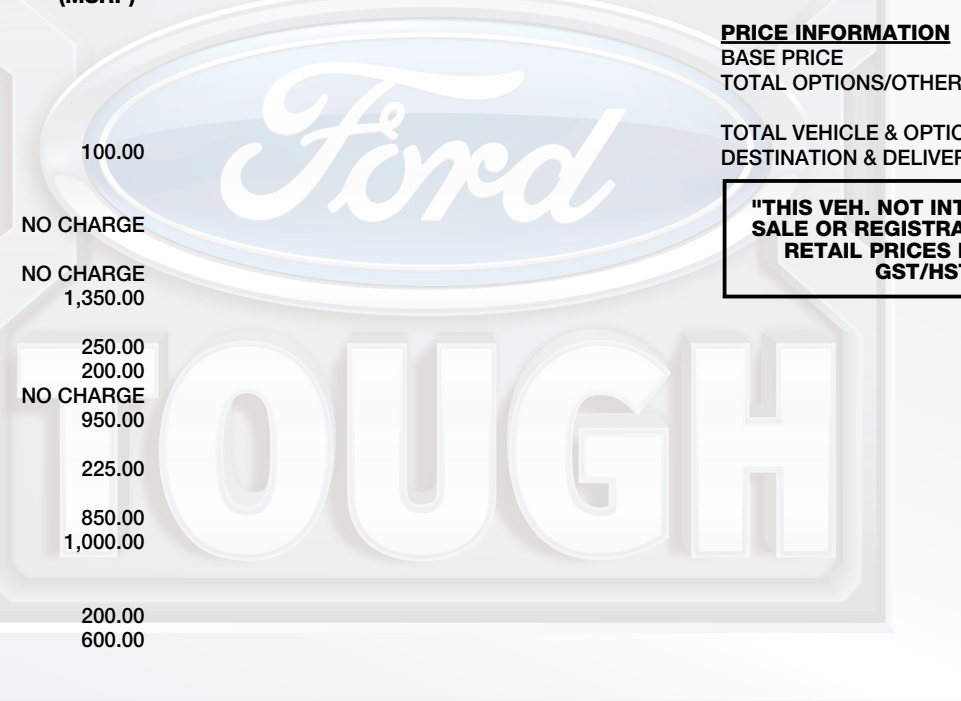 (MSRP)
100.00
NO CHARGE
NO CHARGE
1,350.00
250.00
200.00
NO CHARGE
950.00
225.00
850.00
1,000.00
200.00
600.00
PRICE INFORMATION
BASE PRICE
TOTAL OPTIONS/OTHER
TOTAL VEHICLE & OPTIO
DESTINATION & DELIVER
"THIS VEH. NOT INT
SALE OR REGISTRA
RETAIL PRICES
GST/HST
Ford
TOUGH